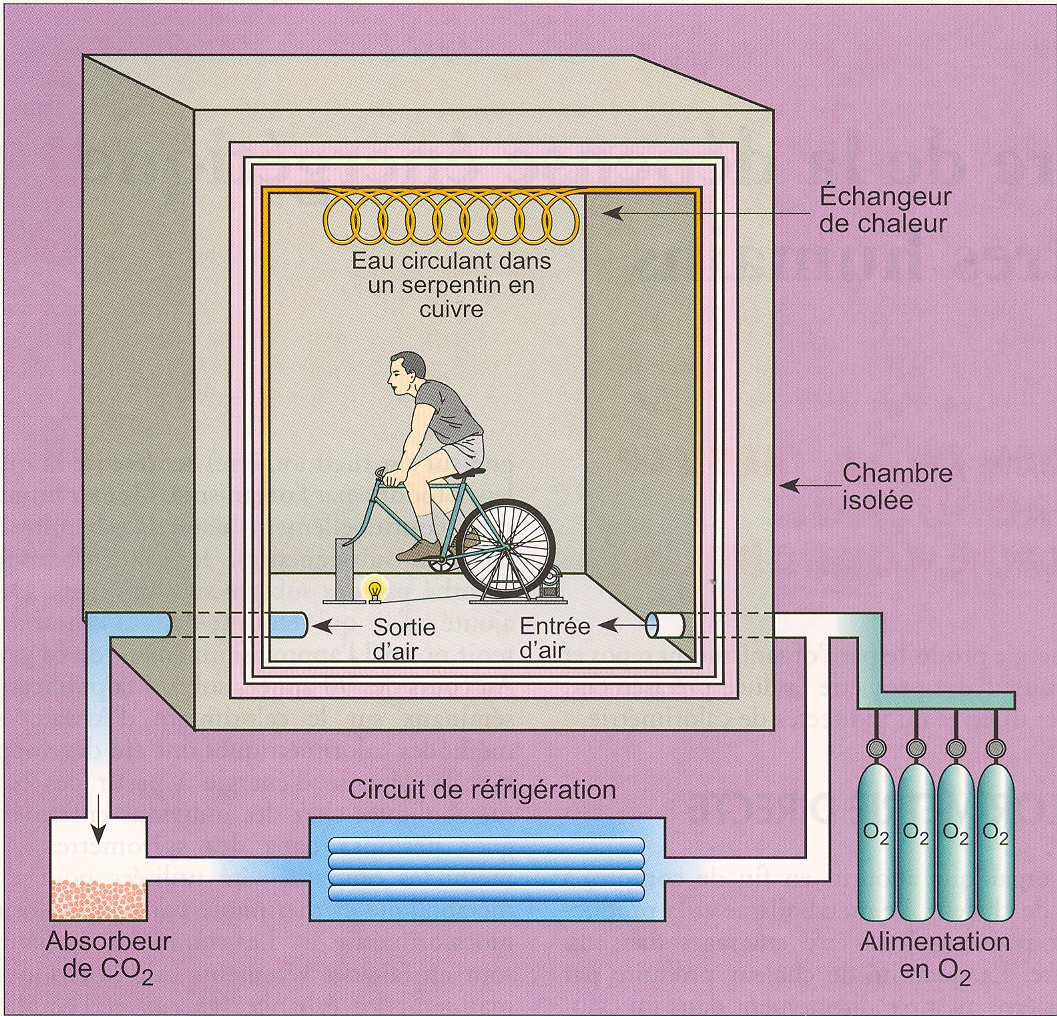 Échangeur
de chaleur
Eau circulant dans
un serpentin en
cuivre
Chambre
isolée
Sortie
d'air
Entrée
d'air
Circuit de réfrigération
O2 O2 O2 O2
Absorbeur
de CO2
Alimentation
en O2